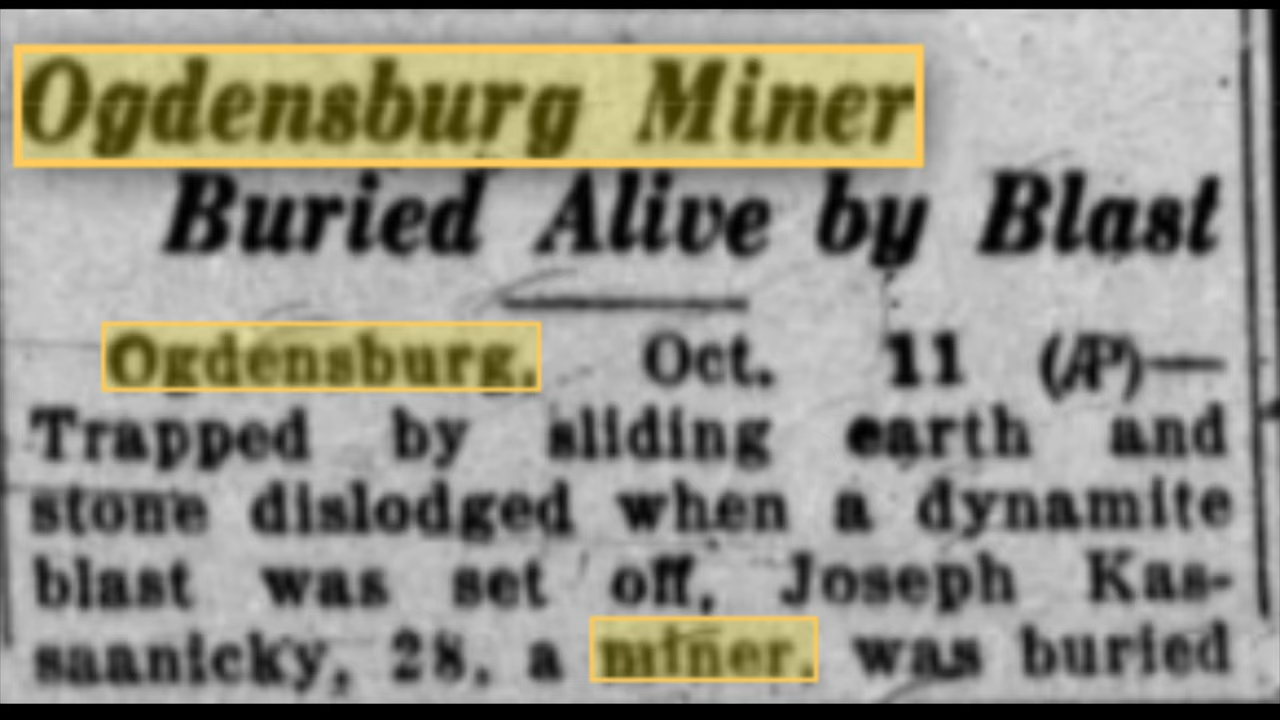 Ogdensburg Miner
Buried Alive by Blast
Ogdensburg, Oct. 11 (AP)—
Trapped by sliding earth and
stone dislodged when a dynamite
blast was set off, Joseph Kas-
saanicky, 28, a miner, was buried